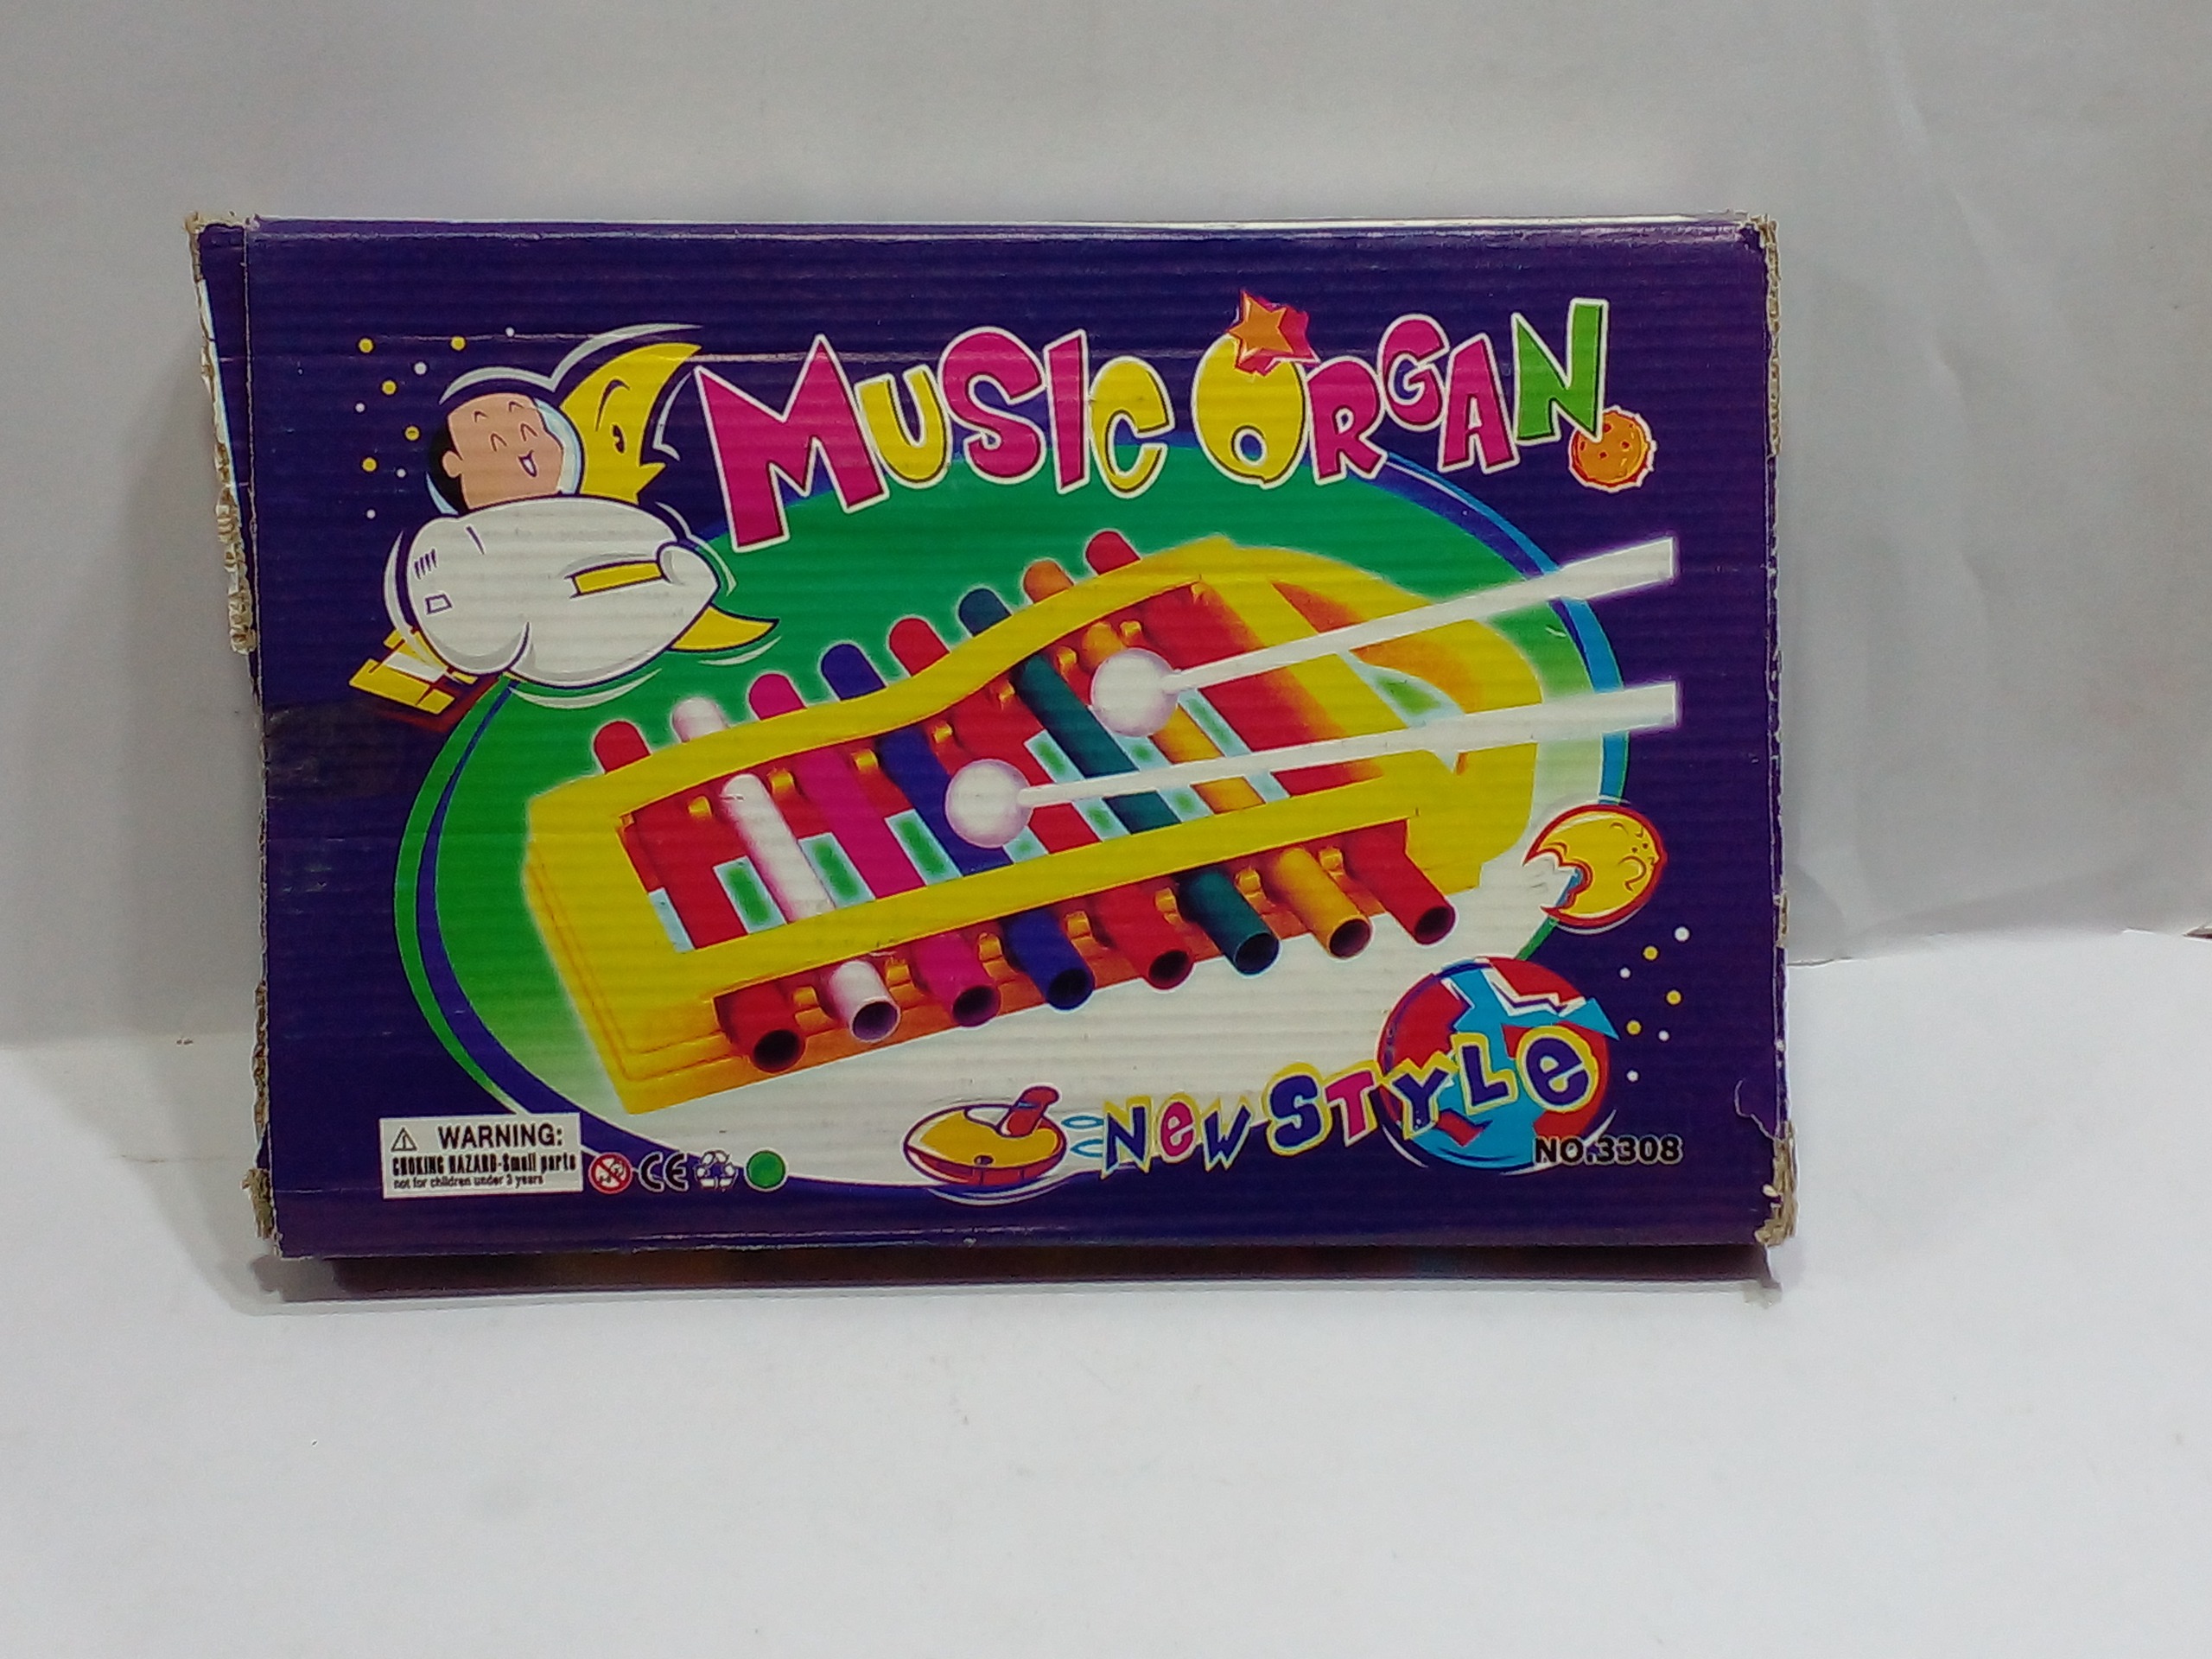 MUSIC ORGAN
NEW STYLE
NO.3308
WARNING:
CHOKING HAZARD-Small parts
not for children under 3 years
CE